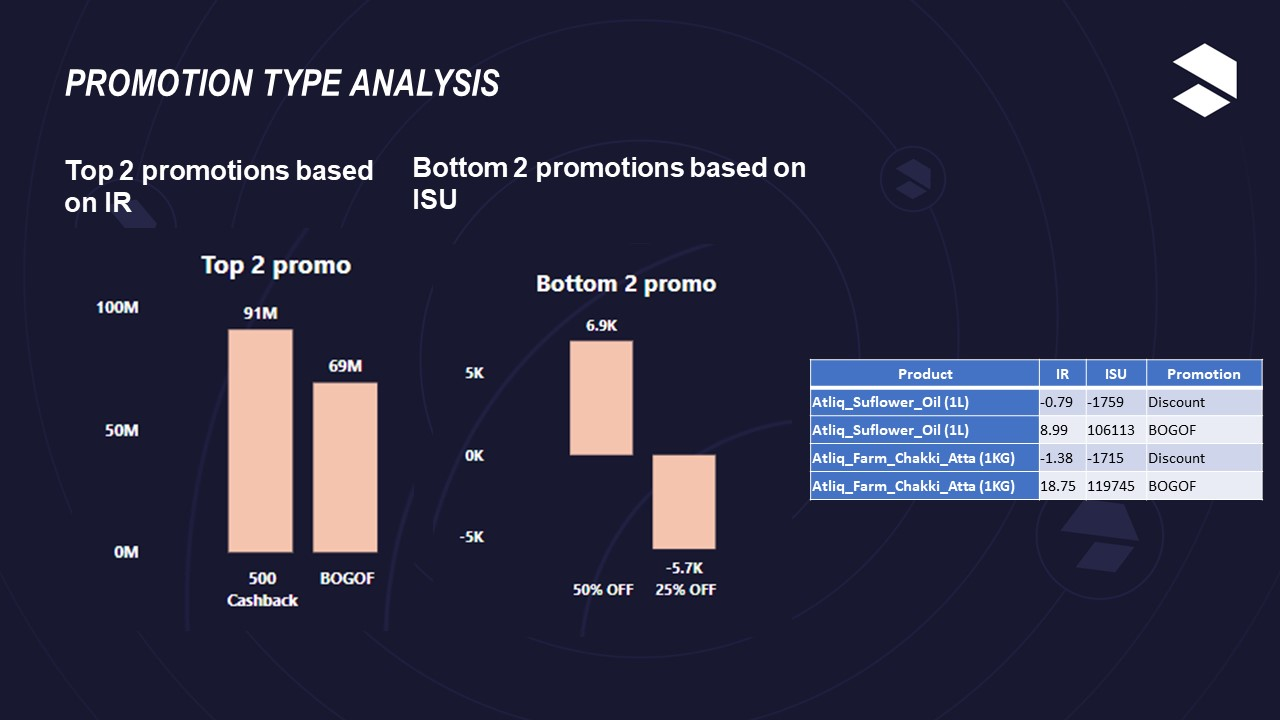 PROMOTION TYPE ANALYSIS
Top 2 promotions based
on IR
Bottom 2 promotions based on
ISU
Top 2 promo
100M
50M
0M
91M
69M
500
Cashback
BOGOF
Bottom 2 promo
5K
0K
-5K
6.9K
-5.7K
50% OFF
25% OFF
Product IR ISU Promotion
Atliq_Suflower_Oil (1L) -0.79 -1759 Discount
Atliq_Suflower_Oil (1L) 8.99 106113 BOGOF
Atliq_Farm_Chakki_Atta (1KG) -1.38 -1715 Discount
Atliq_Farm_Chakki_Atta (1KG) 18.75 119745 BOGOF